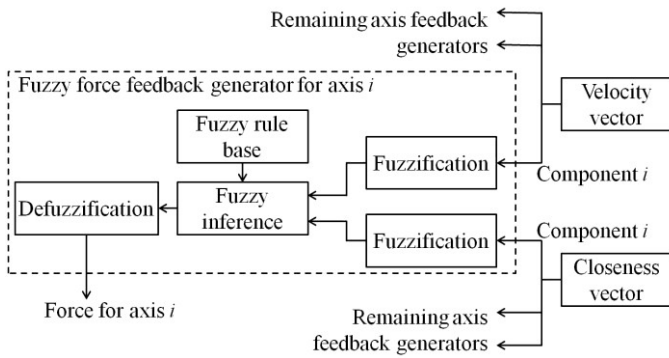 Remaining axis feedback
generators
Fuzzy force feedback generator for axis i
Velocity
vector
Fuzzy rule
base
Fuzzification
Component i
Defuzzification
Fuzzy
inference
Component i
Fuzzification
Closeness
vector
Force for axis i
Remaining axis
feedback generators